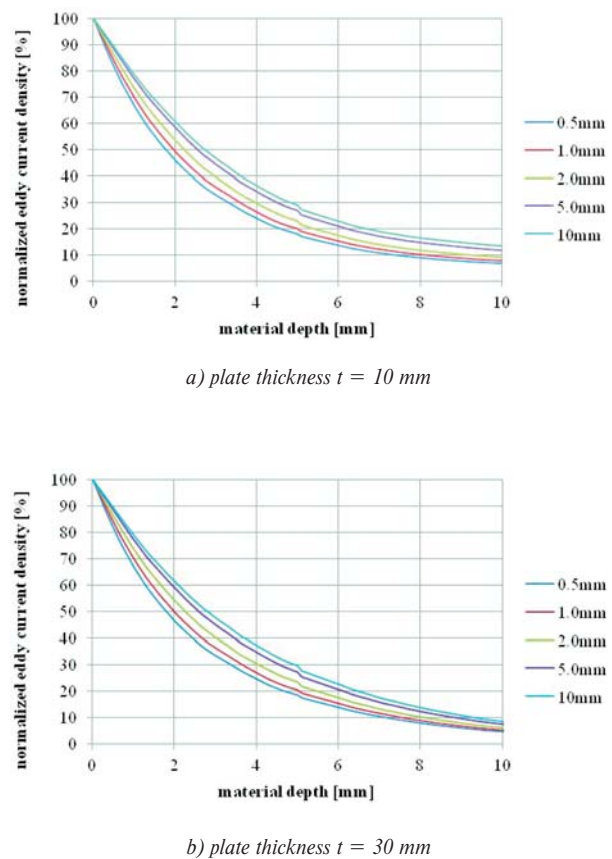 normalized eddy current density [%]
100
90
80
70
60
50
40
30
20
10
0
0 2 4 6 8 10
material depth [mm]
0.5mm
1.0mm
2.0mm
5.0mm
10mm
a) plate thickness t = 10 mm
normalized eddy current density [%]
100
90
80
70
60
50
40
30
20
10
0
0 2 4 6 8 10
material depth [mm]
0.5mm
1.0mm
2.0mm
5.0mm
10mm
b) plate thickness t = 30 mm